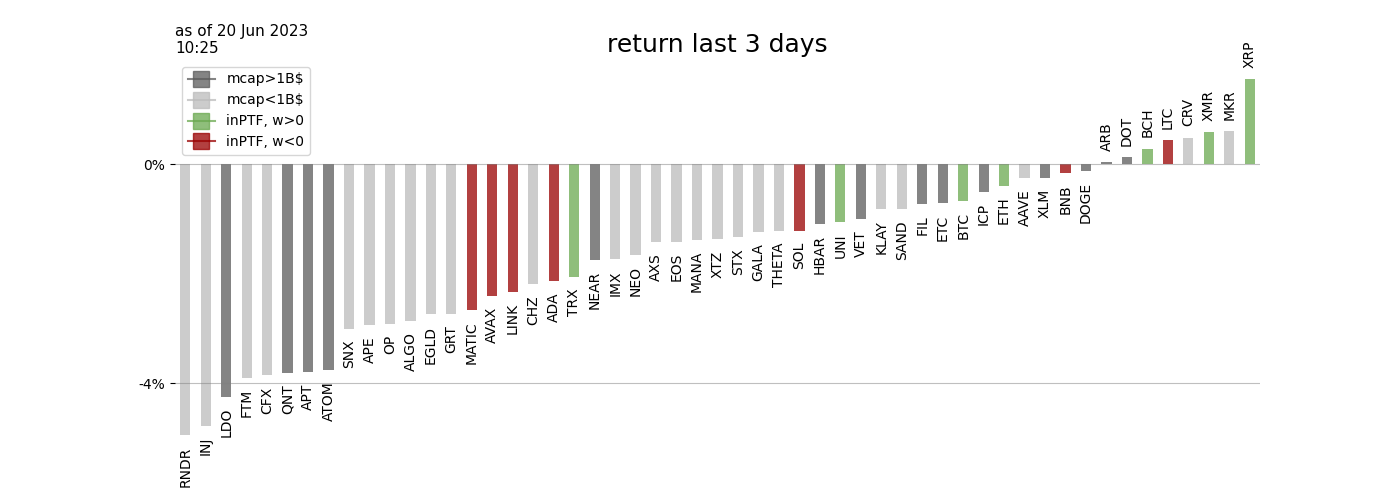 as of 20 Jun 2023
10:25
return last 3 days
mcap>1B$
mcap<1B$
inPTF, w>0
inPTF, w<0
0%
-4%
RNDR
INJ
LDO
FTM
CFX
QNT
APT
ATOM
SNX
APE
OP
ALGO
EGLD
GRT
MATIC
AVAX
LINK
CHZ
ADA
TRX
NEAR
IMX
NEO
AXS
EOS
MANA
XTZ
STX
GALA
THETA
SOL
HBAR
UNI
VET
KLAY
SAND
FIL
ETC
BTC
ICP
ETH
AAVE
XLM
BNB
DOGE
ARB
DOT
BCH
LTC
CRV
XMR
MKR
XRP